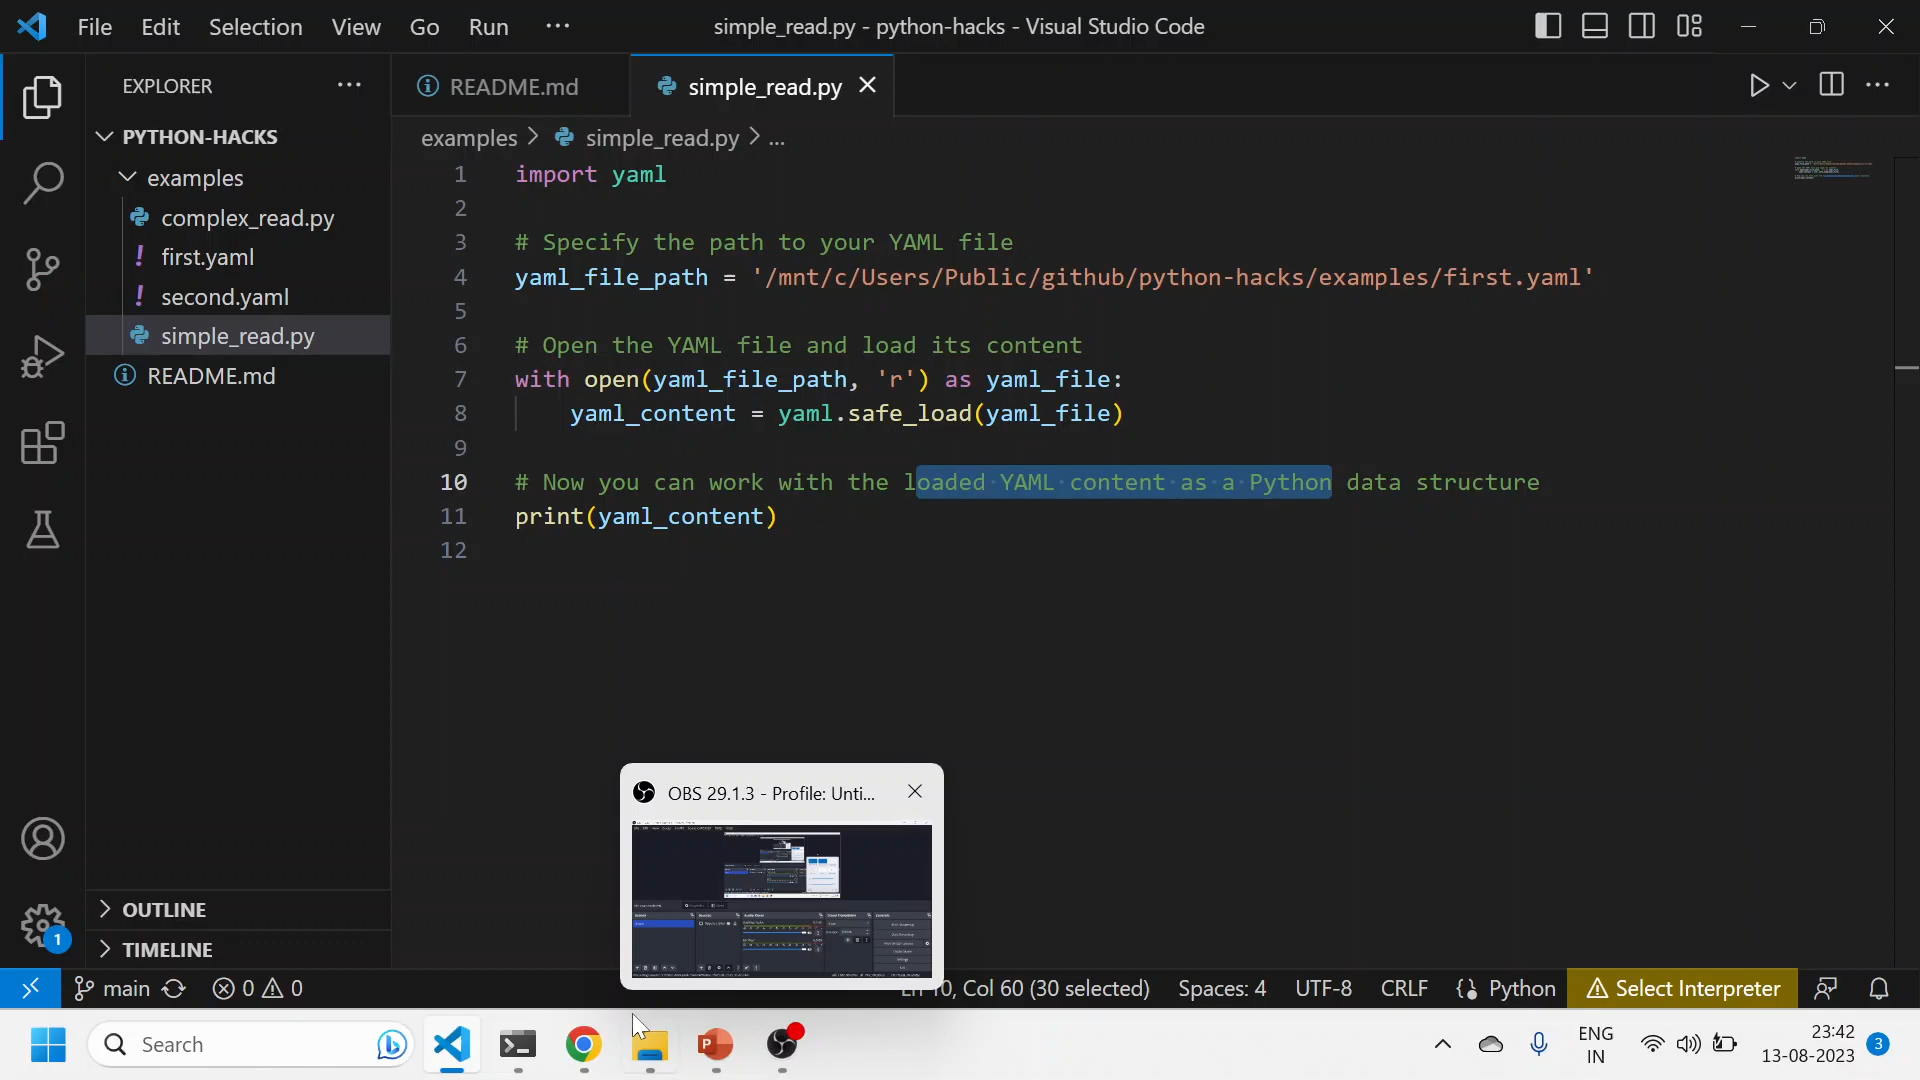 File Edit Selection View Go Run ···
simple_read.py - python-hacks - Visual Studio Code
EXPLORER ···
PYTHON-HACKS
examples
complex_read.py
! first.yaml
! second.yaml
simple_read.py
README.md
README.md
simple_read.py
examples > simple_read.py > ...
1 import yaml
2
3 # Specify the path to your YAML file
4 yaml_file_path = '/mnt/c/Users/Public/github/python-hacks/examples/first.yaml'
5
6 # Open the YAML file and load its content
7 with open(yaml_file_path, 'r') as yaml_file:
8 yaml_content = yaml.safe_load(yaml_file)
9
10 # Now you can work with the loaded YAML content as a Python data structure
11 print(yaml_content)
12
OUTLINE
TIMELINE
1
OBS 29.1.3 - Profile: Unti...
main 0 0
10, Col 60 (30 selected) Spaces: 4 UTF-8 CRLF {} Python Select Interpreter
Search
ENG
IN
23:42
13-08-2023
3